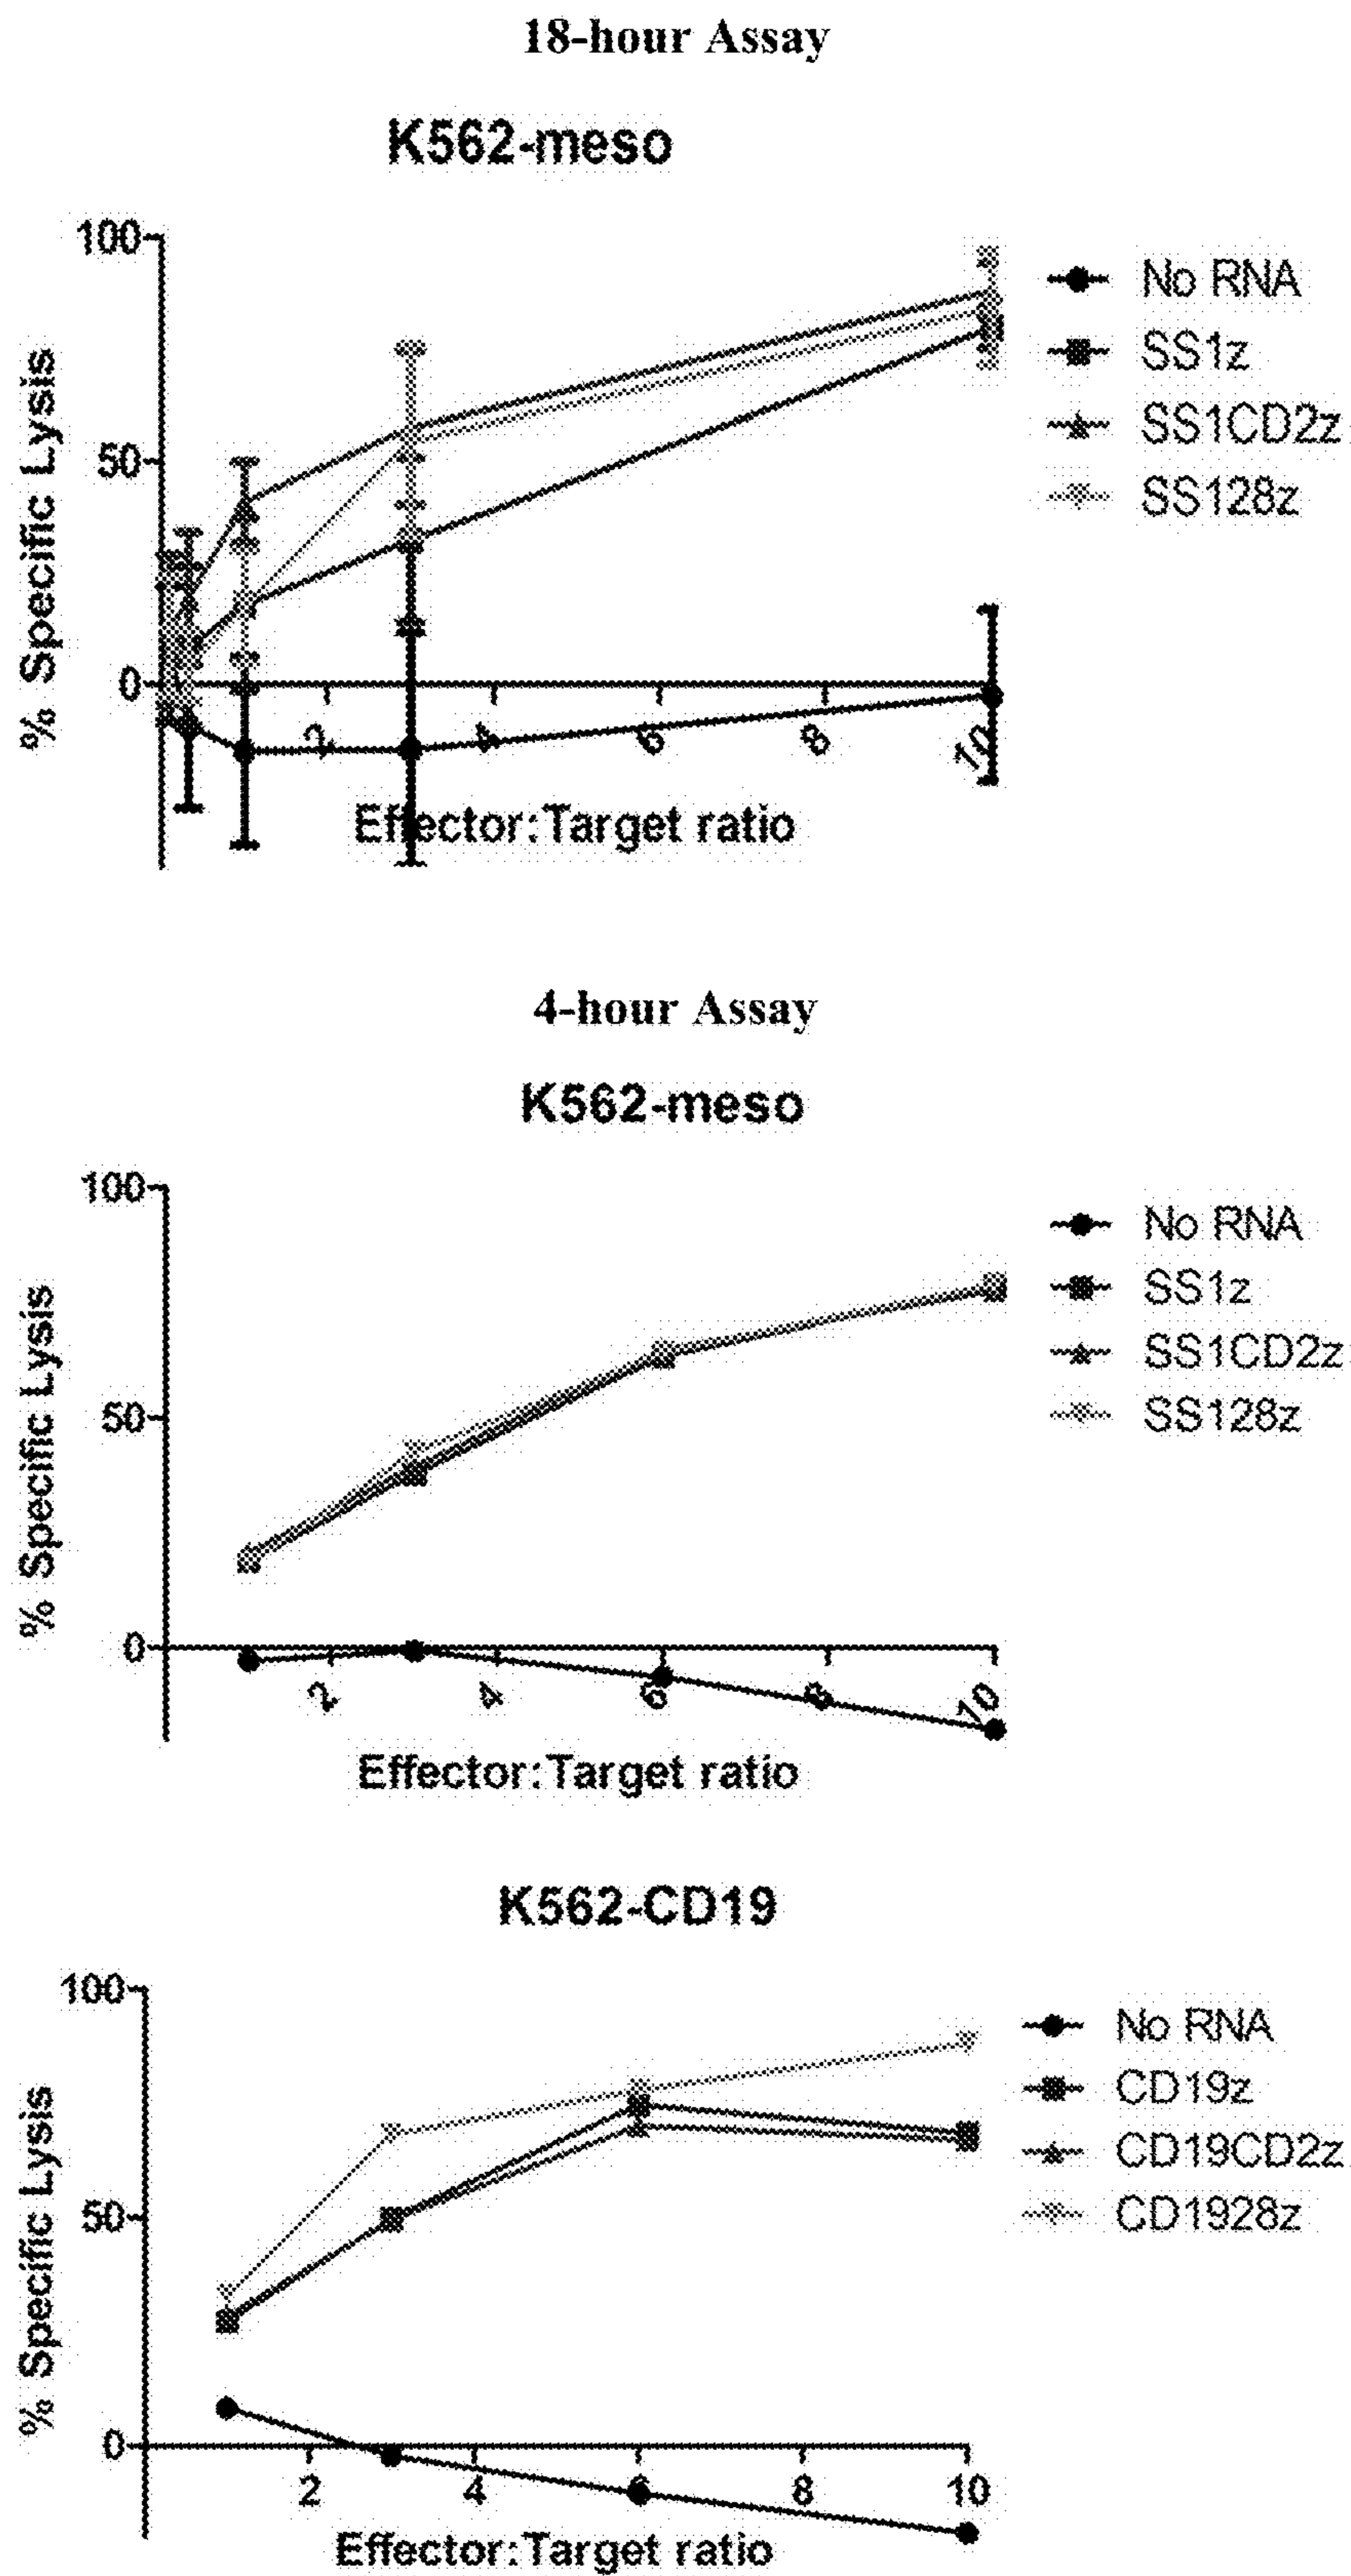 18-hour Assay
K562-meso
100
50
0
% Specific Lysis
2
4
6
8
10
Effector:Target ratio
No RNA
SS1z
SS1CD2z
SS128z
4-hour Assay
K562-meso
100
50
0
% Specific Lysis
2
4
6
8
10
Effector:Target ratio
No RNA
SS1z
SS1CD2z
SS128z
K562-CD19
100
50
0
% Specific Lysis
2
4
6
8
10
Effector:Target ratio
No RNA
CD19z
CD19CD2z
CD1928z